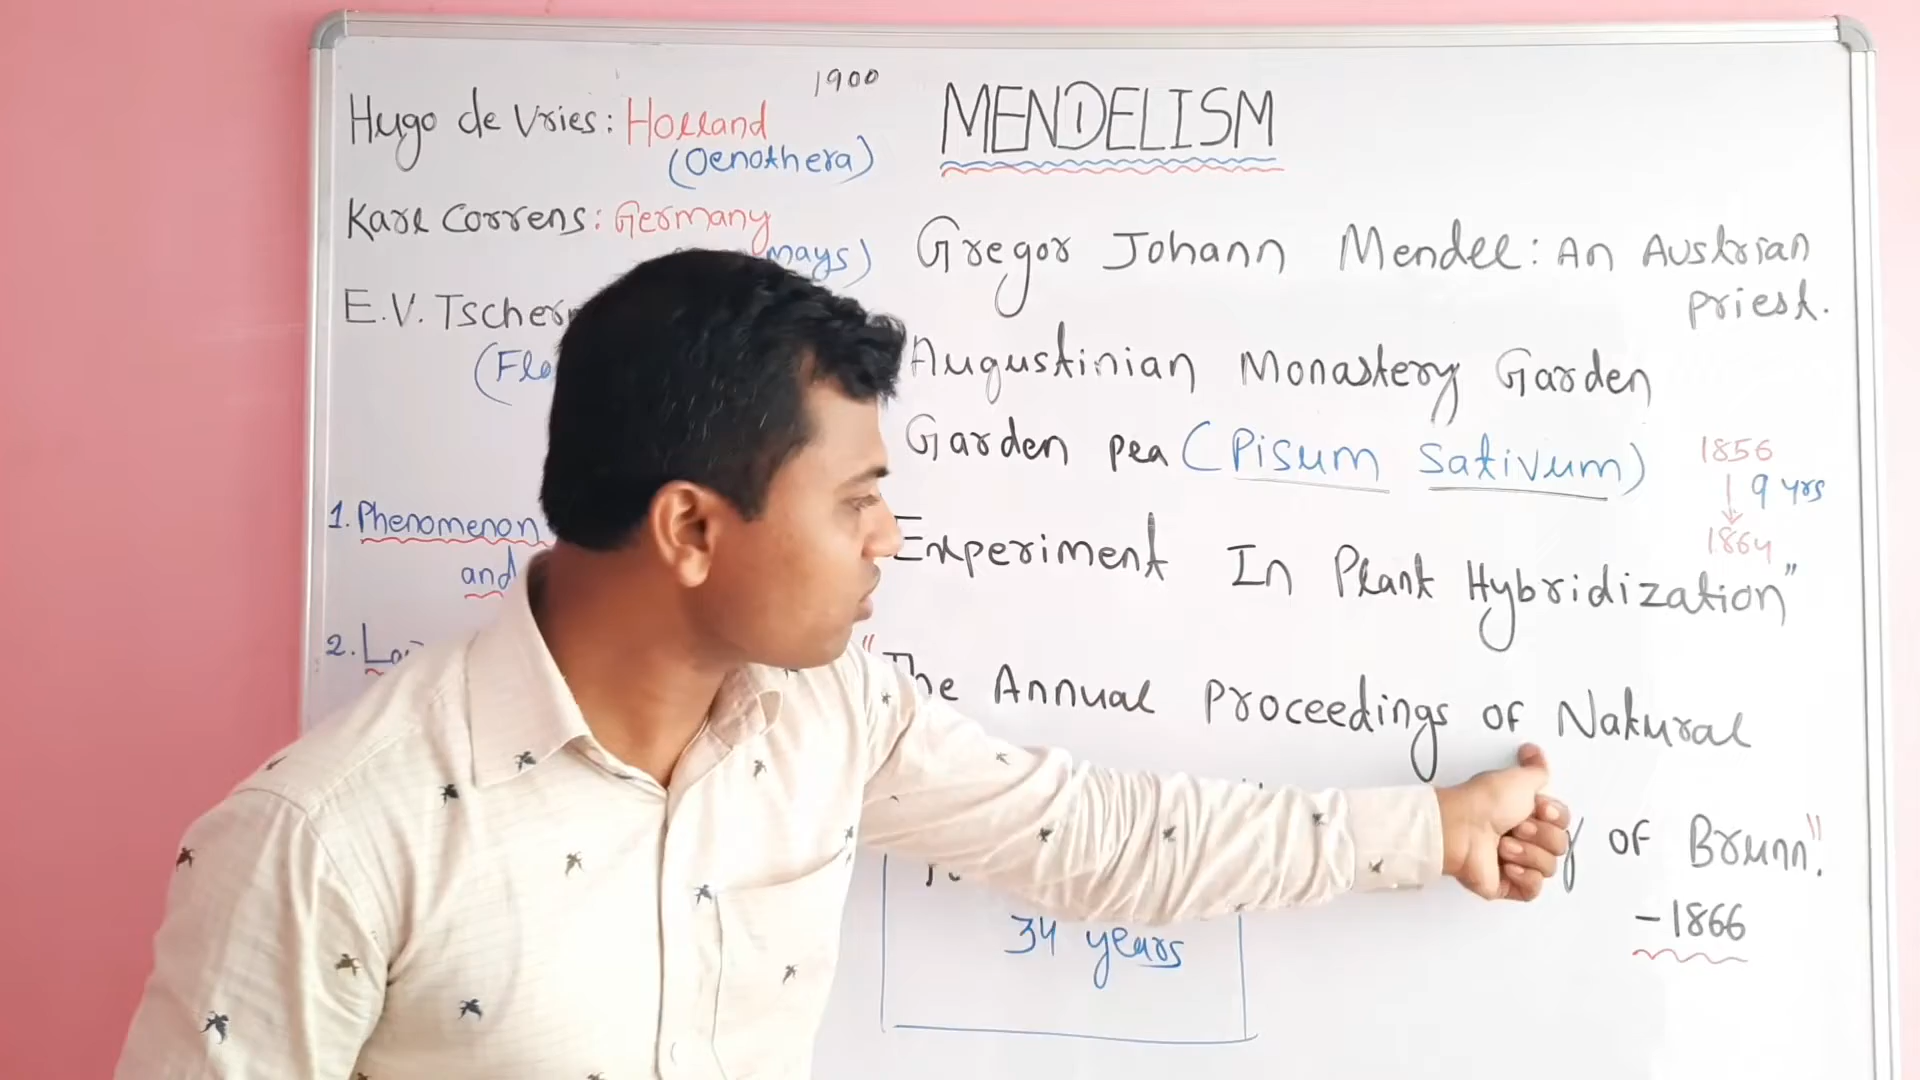 1900
Hugo de Vries: Holland
(Oenothera)
Karl Correns: Germany
mays)
E.V.
1. Phenomenon
and
2.
MENDELISM
Gregor Johann Mendel: An Austrian
priest.
Augustinian Monastery Garden
Garden pea (Pisum Sativum)
1856
9 yrs
1864
Experiment In Plant Hybridization"
"The Annual proceedings of Natural
of Brunn".
-1866
34 years